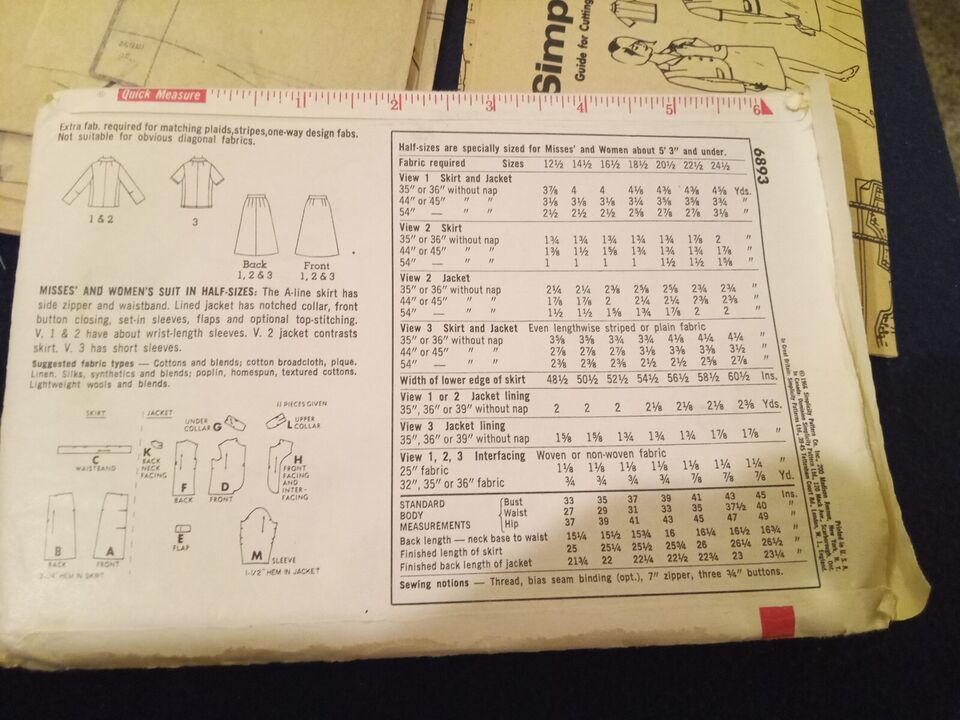 Simp
Guide for Cutting
Quick Measure
1 2 3 4 5 6
Extra fab. required for matching plaids, stripes, one-way design fabs.
Not suitable for obvious diagonal fabrics.
1 & 2
3
Back
1, 2 & 3
Front
1, 2 & 3
MISSES' AND WOMEN'S SUIT IN HALF-SIZES: The A-line skirt has
side zipper and waistband. Lined jacket has notched collar, front
button closing, set-in sleeves, flaps and optional top-stitching.
V. 1 & 2 have about wrist-length sleeves. V. 2 jacket contrasts
skirt. V. 3 has short sleeves.
Suggested fabric types — Cottons and blends; cotton broadcloth, pique.
Linen. Silks, synthetics and blends; poplin, homespun, textured cottons.
Lightweight wools and blends.
11 PIECES GIVEN
SKIRT
JACKET
UNDER COLLAR G
L UPPER COLLAR
C
WAISTBAND
K
BACK
NECK
FACING
F
BACK
D
FRONT
H
FRONT
FACING
AND
INTER-
FACING
B
BACK
A
FRONT
E
FLAP
M
SLEEVE
HEM IN SKIRT
1-1/2" HEM IN JACKET
6893
Half-sizes are specially sized for Misses' and Women about 5' 3" and under.
Fabric required Sizes 12½ 14½ 16½ 18½ 20½ 22½ 24½
View 1 Skirt and Jacket
35" or 36" without nap 3⅞ 4 4 4⅛ 4⅜ 4⅜ 4⅝ Yds.
44" or 45" " " 3⅛ 3⅛ 3⅛ 3¼ 3⅝ 3⅝ 3¾ "
54" — " " 2½ 2½ 2½ 2⅝ 2⅞ 2⅞ 3⅛ "
View 2 Skirt
35" or 36" without nap 1¾ 1¾ 1¾ 1¾ 1¾ 1⅞ 2 "
44" or 45" " " 1⅜ 1½ 1⅝ 1¾ 1¾ 1¾ 1⅞ "
54" — " " 1 1 1 1 1½ 1½ 1⅝ "
View 2 Jacket
35" or 36" without nap 2¼ 2¼ 2⅜ 2⅝ 2⅝ 2¾ 2¾ "
44" or 45" " " 1⅞ 1⅞ 2 2¼ 2¼ 2⅜ 2⅜ "
54" — " " 1½ 1½ 1⅝ 1¾ 1⅞ 2 2 "
View 3 Skirt and Jacket Even lengthwise striped or plain fabric
35" or 36" without nap 3⅝ 3⅝ 3¾ 3¾ 4⅛ 4¼ 4¼ "
44" or 45" " " 2⅞ 2⅞ 2⅞ 3⅛ 3⅜ 3⅜ 3½ "
54" — " " 2⅜ 2⅜ 2⅜ 2½ 2½ 2⅝ 2⅞ "
Width of lower edge of skirt 48½ 50½ 52½ 54½ 56½ 58½ 60½ Ins.
View 1 or 2 Jacket lining
35", 36" or 39" without nap 2 2 2 2⅛ 2⅛ 2⅛ 2⅜ Yds.
View 3 Jacket lining
35", 36" or 39" without nap 1⅝ 1⅝ 1¾ 1¾ 1¾ 1⅞ 1⅞ "
View 1, 2, 3 Interfacing Woven or non-woven fabric
25" fabric 1⅛ 1⅛ 1⅛ 1⅛ 1⅛ 1¼ 1¼ "
32", 35" or 36" fabric ¾ ¾ ¾ ¾ ⅞ ⅞ ⅞ Yd.
STANDARD BODY MEASUREMENTS
Bust 33 35 37 39 41 43 45 Ins.
Waist 27 29 31 33 35 37½ 40 "
Hip 37 39 41 43 45 47 49 "
Back length — neck base to waist 15¼ 15½ 15¾ 16 16¼ 16½ 16¾ "
Finished length of skirt 25 25¼ 25½ 25¾ 26 26¼ 26½ "
Finished back length of jacket 21¾ 22 22¼ 22½ 22¾ 23 23¼ "
Sewing notions — Thread, bias seam binding (opt.), 7" zipper, three ¾" buttons.
Printed in U. S. A.
© 1966 Simplicity Pattern Co. Inc., 200 Madison Avenue, New York, N. Y.
in Canada: Dominion Simplicity Patterns Ltd.
in Great Britain: Simplicity Patterns Ltd.